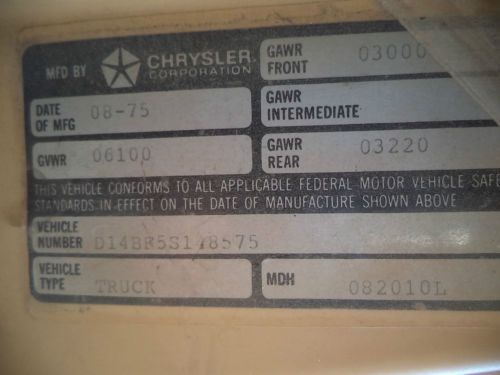 MFD BY CHRYSLER CORPORATION
GAWR FRONT 03000
DATE OF MFG 08-75
GAWR INTERMEDIATE
GVWR 06100
GAWR REAR 03220
THIS VEHICLE CONFORMS TO ALL APPLICABLE FEDERAL MOTOR VEHICLE SAFE
STANDARDS IN EFFECT ON THE DATE OF MANUFACTURE SHOWN ABOVE
VEHICLE NUMBER D14BF5S148575
VEHICLE TYPE TRUCK
MDH 082010L